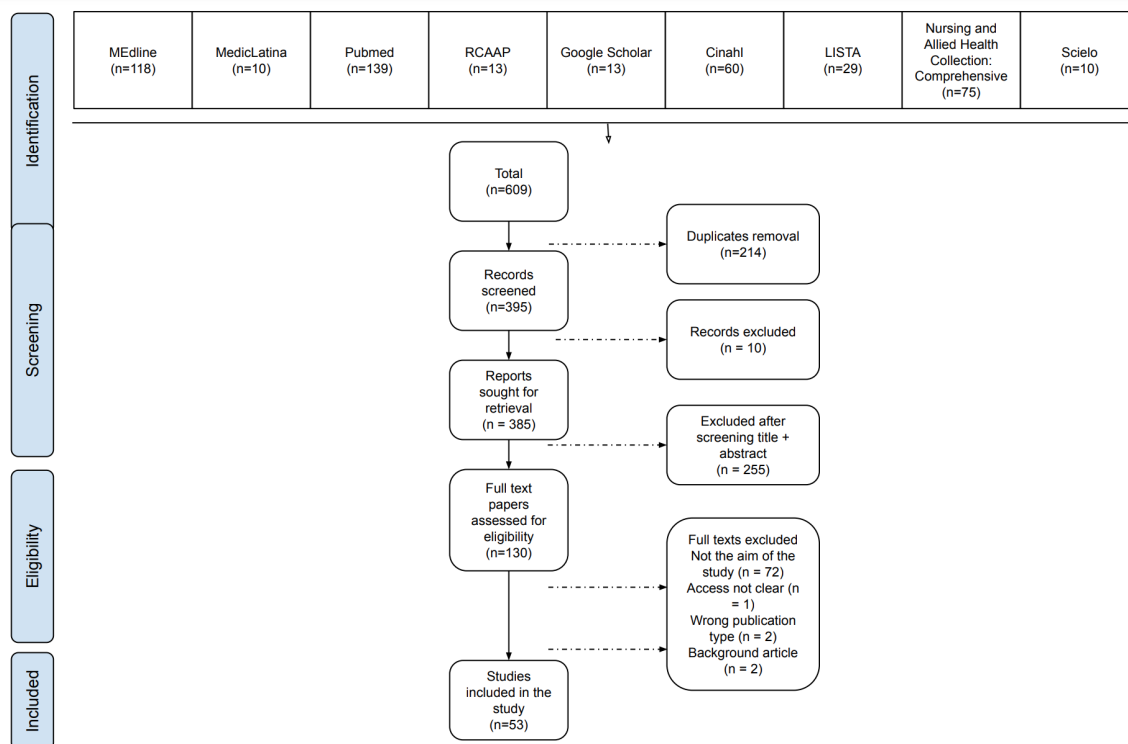 MEdline
(n=118)
MedicLatina
(n=10)
Pubmed
(n=139)
RCAAP
(n=13)
Google Scholar
(n=13)
Cinahl
(n=60)
LISTA
(n=29)
Nursing and
Allied Health
Collection:
Comprehensive
(n=75)
Scielo
(n=10)
Identification
Total
(n=609)
Duplicates removal
(n=214)
Screening
Records
screened
(n=395)
Records excluded
(n = 10)
Reports
sought for
retrieval
(n = 385)
Excluded after
screening title +
abstract
(n = 255)
Eligibility
Full text
papers
assessed for
eligibility
(n=130)
Full texts excluded
Not the aim of the
study (n = 72)
Access not clear (n
= 1)
Wrong publication
type (n = 2)
Background article
(n = 2)
Included
Studies
included in the
study
(n=53)